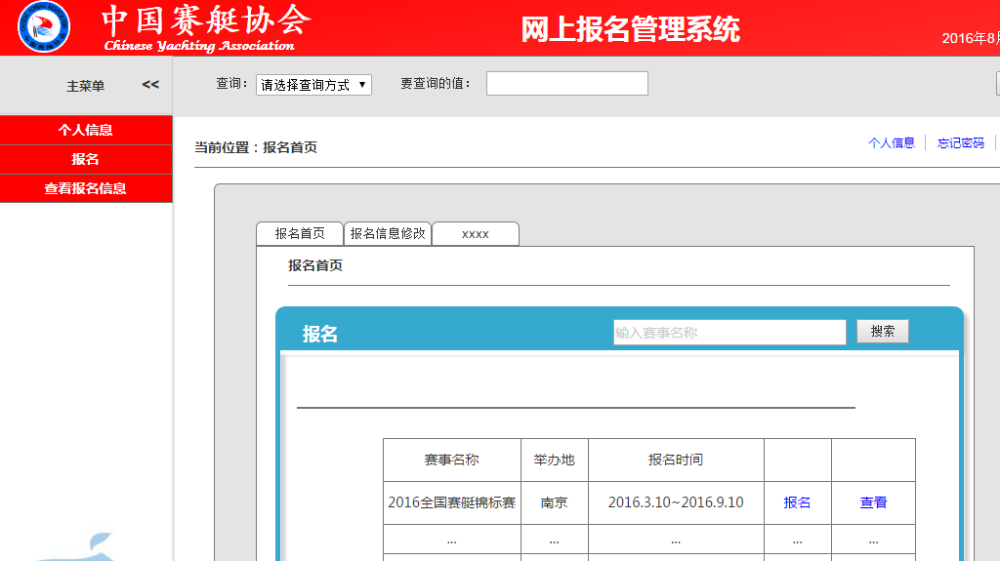 中国赛艇协会
Chinese Yachting Association
网上报名管理系统
2016年8
主菜单 <<
查询： 请选择查询方式 ▼ 要查询的值：
个人信息
报名
查看报名信息
当前位置：报名首页
个人信息 忘记密码
报名首页 报名信息修改 xxxx
报名首页
报名 输入赛事名称 搜索
赛事名称 举办地 报名时间
2016全国赛艇锦标赛 南京 2016.3.10~2016.9.10 报名 查看
... ... ... ... ...